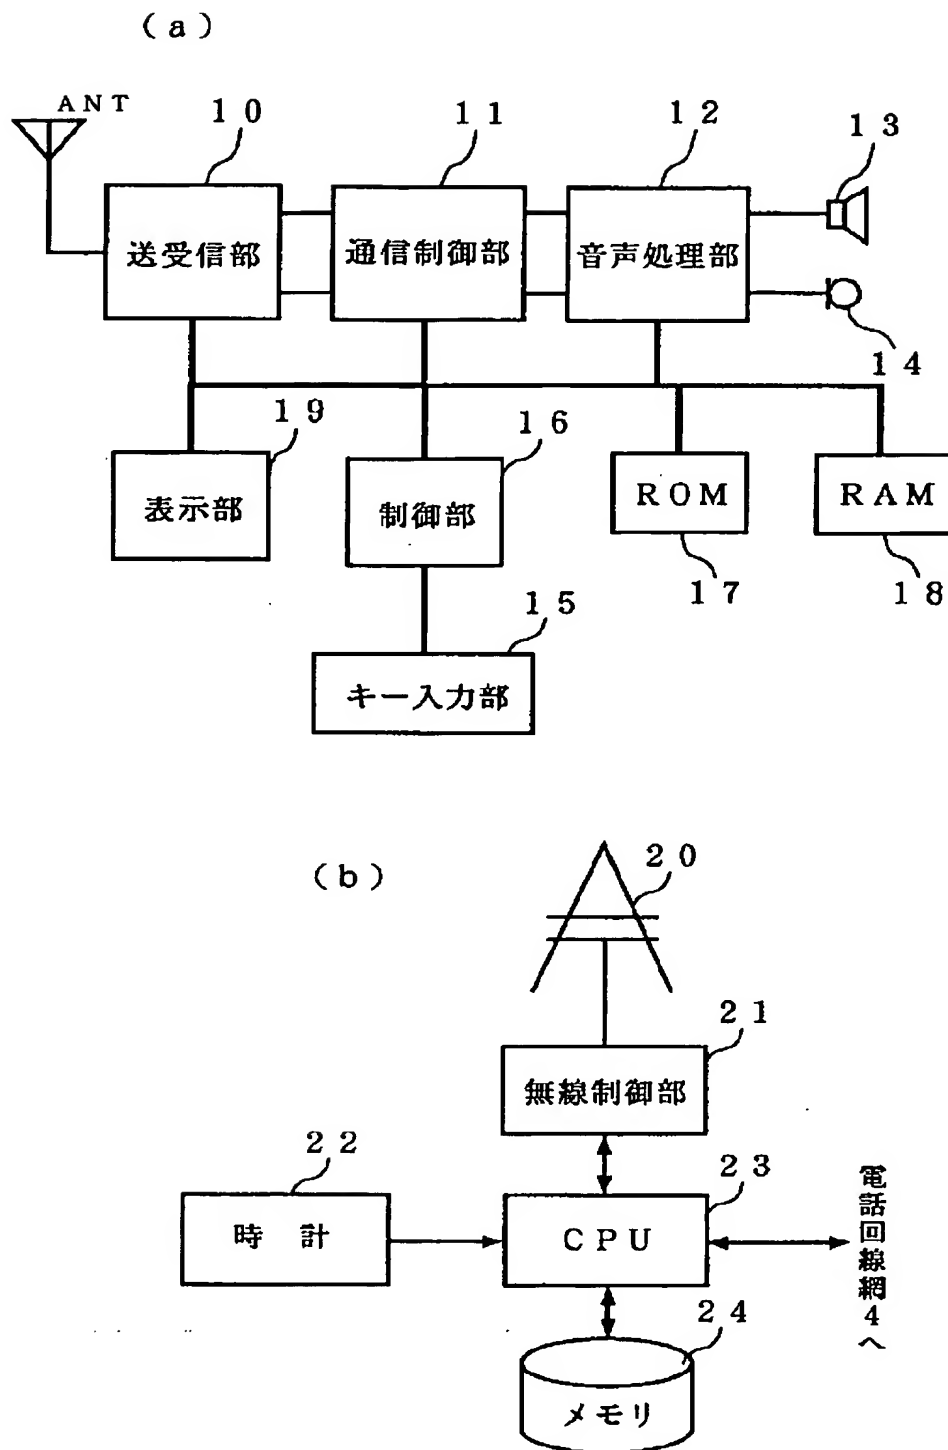 (a)
ANT
10
11
12
13
送受信部
通信制御部
音声処理部
14
19
16
表示部
制御部
ROM
RAM
17
18
15
キー入力部
(b)
20
21
無線制御部
22
23
時 計
CPU
電話回線網4へ
24
メモリ